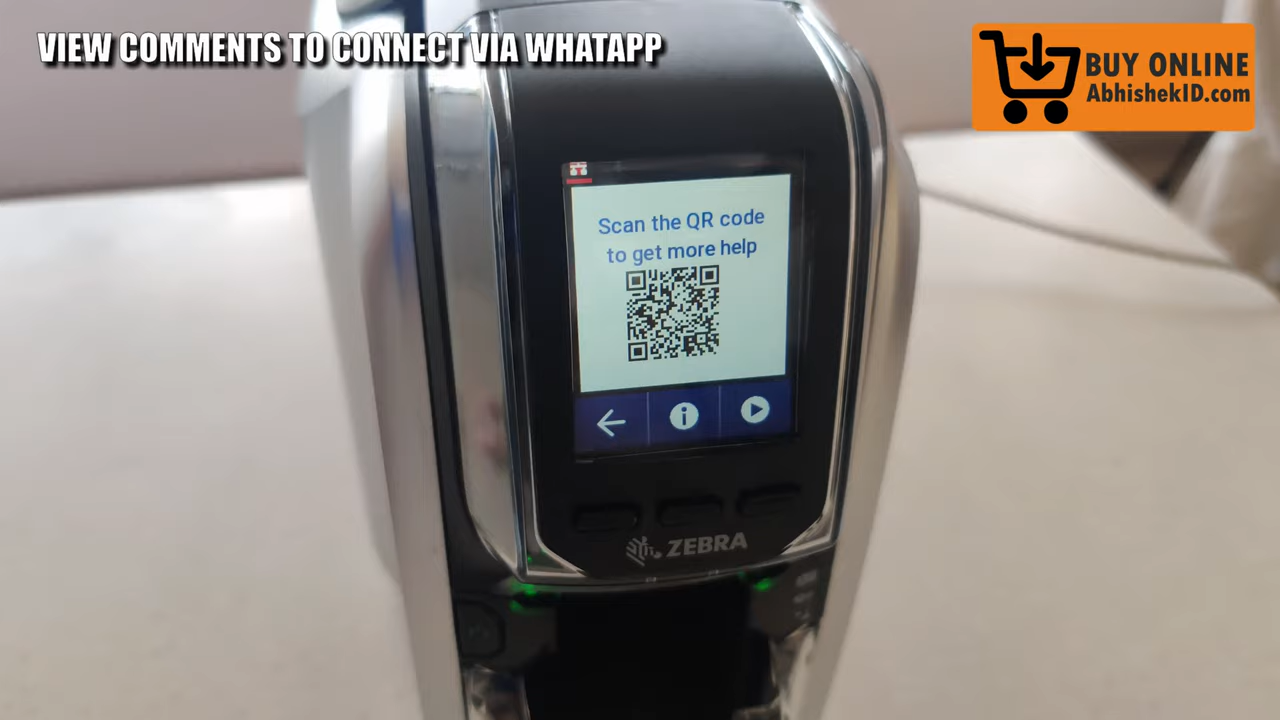 VIEW COMMENTS TO CONNECT VIA WHATAPP
BUY ONLINE
AbhishekID.com
Scan the QR code
to get more help
ZEBRA